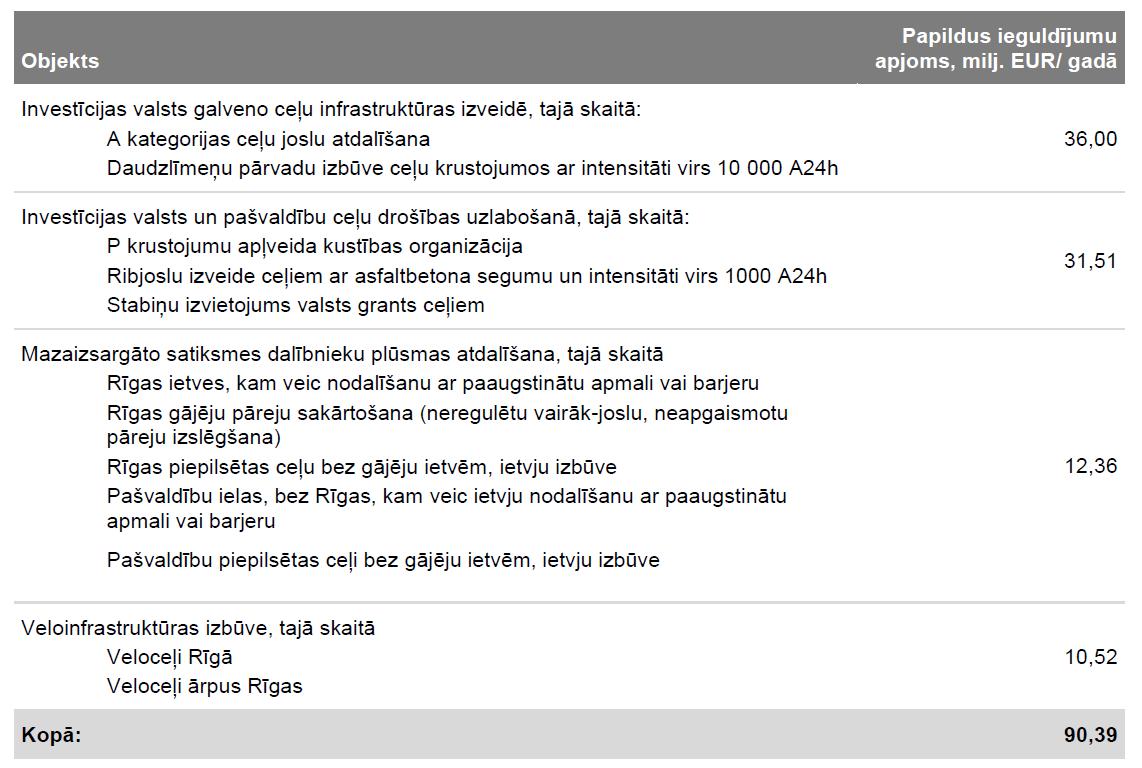 Objekts
Papildus ieguldījumu
apjoms, milj. EUR/ gadā
Investīcijas valsts galveno ceļu infrastruktūras izveidē, tajā skaitā:
A kategorijas ceļu joslu atdalīšana
36,00
Daudzlīmeņu pārvadu izbūve ceļu krustojumos ar intensitāti virs 10 000 A24h
Investīcijas valsts un pašvaldību ceļu drošības uzlabošanā, tajā skaitā:
P krustojumu apļveida kustības organizācija
31,51
Ribjoslu izveide ceļiem ar asfaltbetona segumu un intensitāti virs 1000 A24h
Stabiņu izvietojums valsts grants ceļiem
Mazaizsargāto satiksmes dalībnieku plūsmas atdalīšana, tajā skaitā
Rīgas ietves, kam veic nodalīšanu ar paaugstinātu apmali vai barjeru
Rīgas gājēju pāreju sakārtošana (neregulētu vairāk-joslu, neapgaismotu
pāreju izslēgšana)
Rīgas piepilsētas ceļu bez gājēju ietvēm, ietvju izbūve
12,36
Pašvaldību ielas, bez Rīgas, kam veic ietvju nodalīšanu ar paaugstinātu
apmali vai barjeru
Pašvaldību piepilsētas ceļi bez gājēju ietvēm, ietvju izbūve
Veloinfrastruktūras izbūve, tajā skaitā
Veloceļi Rīgā
10,52
Veloceļi ārpus Rīgas
Kopā:
90,39